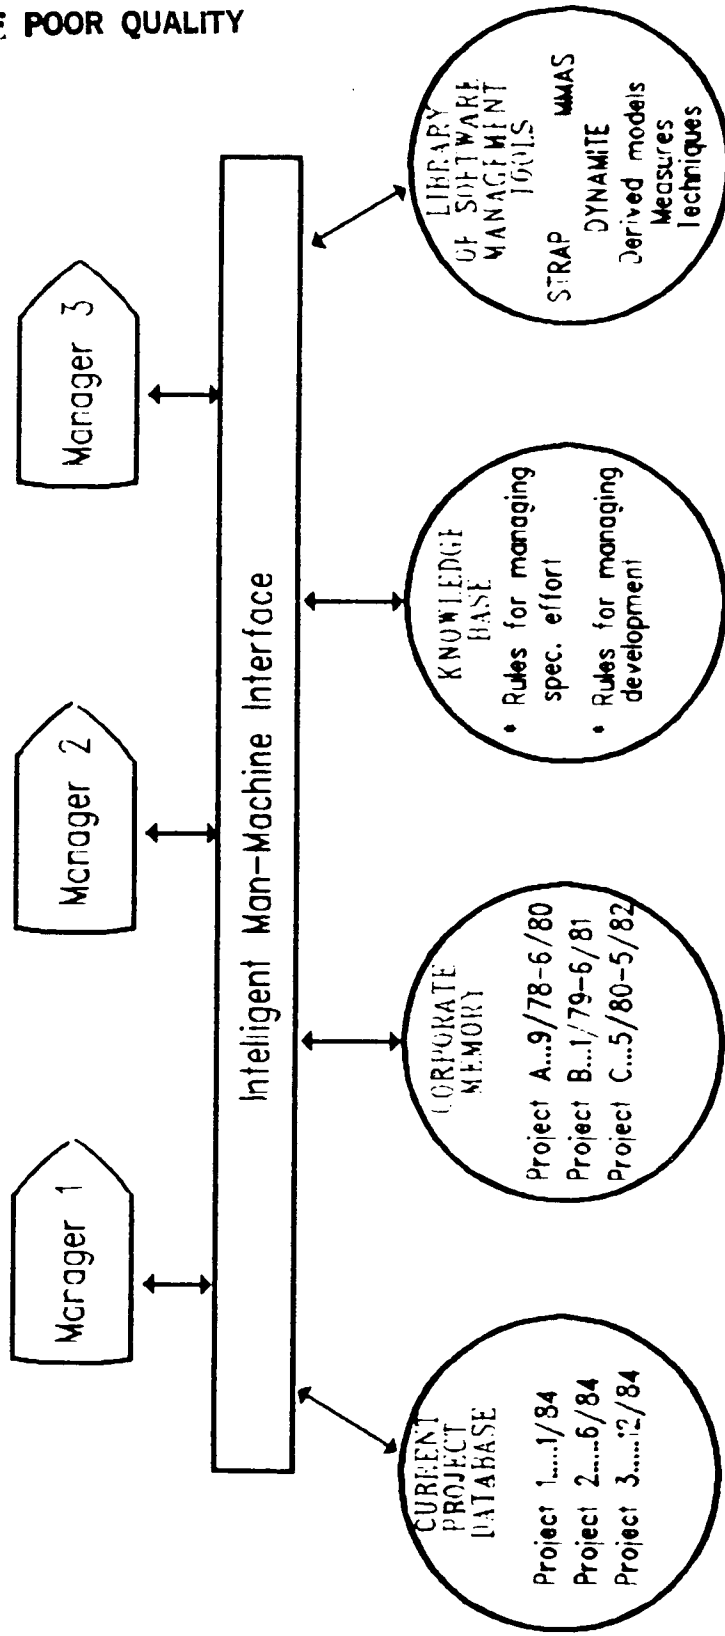 POOR QUALITY
Manager 1
Manager 2
Manager 3
Intelligent Man-Machine Interface
CURRENT
PROJECT
DATABASE
Project 1.....1/84
Project 2.....6/84
Project 3.....12/84
CORPORATE
MEMORY
Project A...9/78-6/80
Project B...1/79-6/81
Project C...5/80-5/82
KNOWLEDGE
BASE
• Rules for managing
spec. effort
• Rules for managing
development
LIBRARY
OF SOFTWARE
MANAGEMENT
TOOLS
STRAP MMAS
DYNAMITE
Derived models
Measures
Techniques